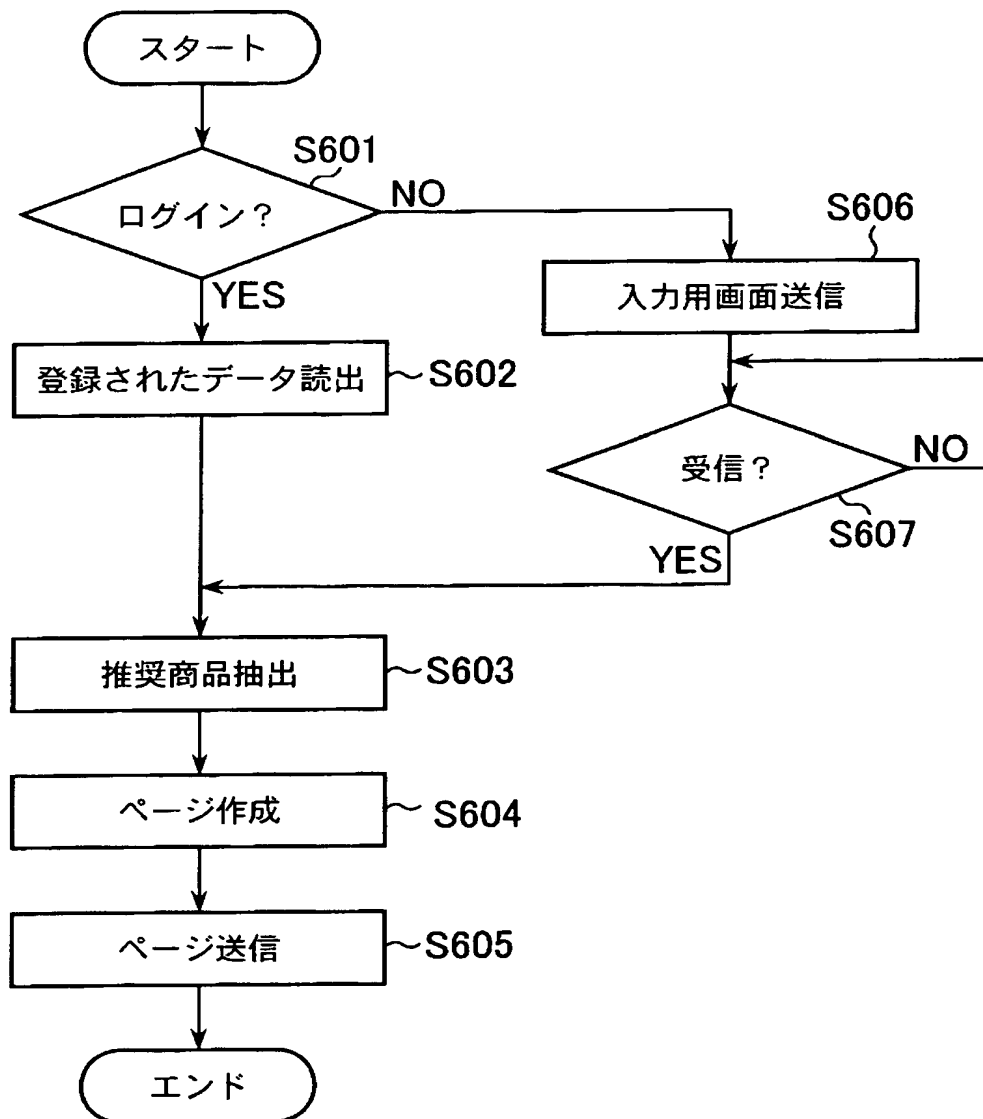 スタート
S601
ログイン？
NO
YES
S606
入力用画面送信
登録されたデータ読出
S602
受信？
NO
S607
YES
推奨商品抽出
S603
ページ作成
S604
ページ送信
S605
エンド